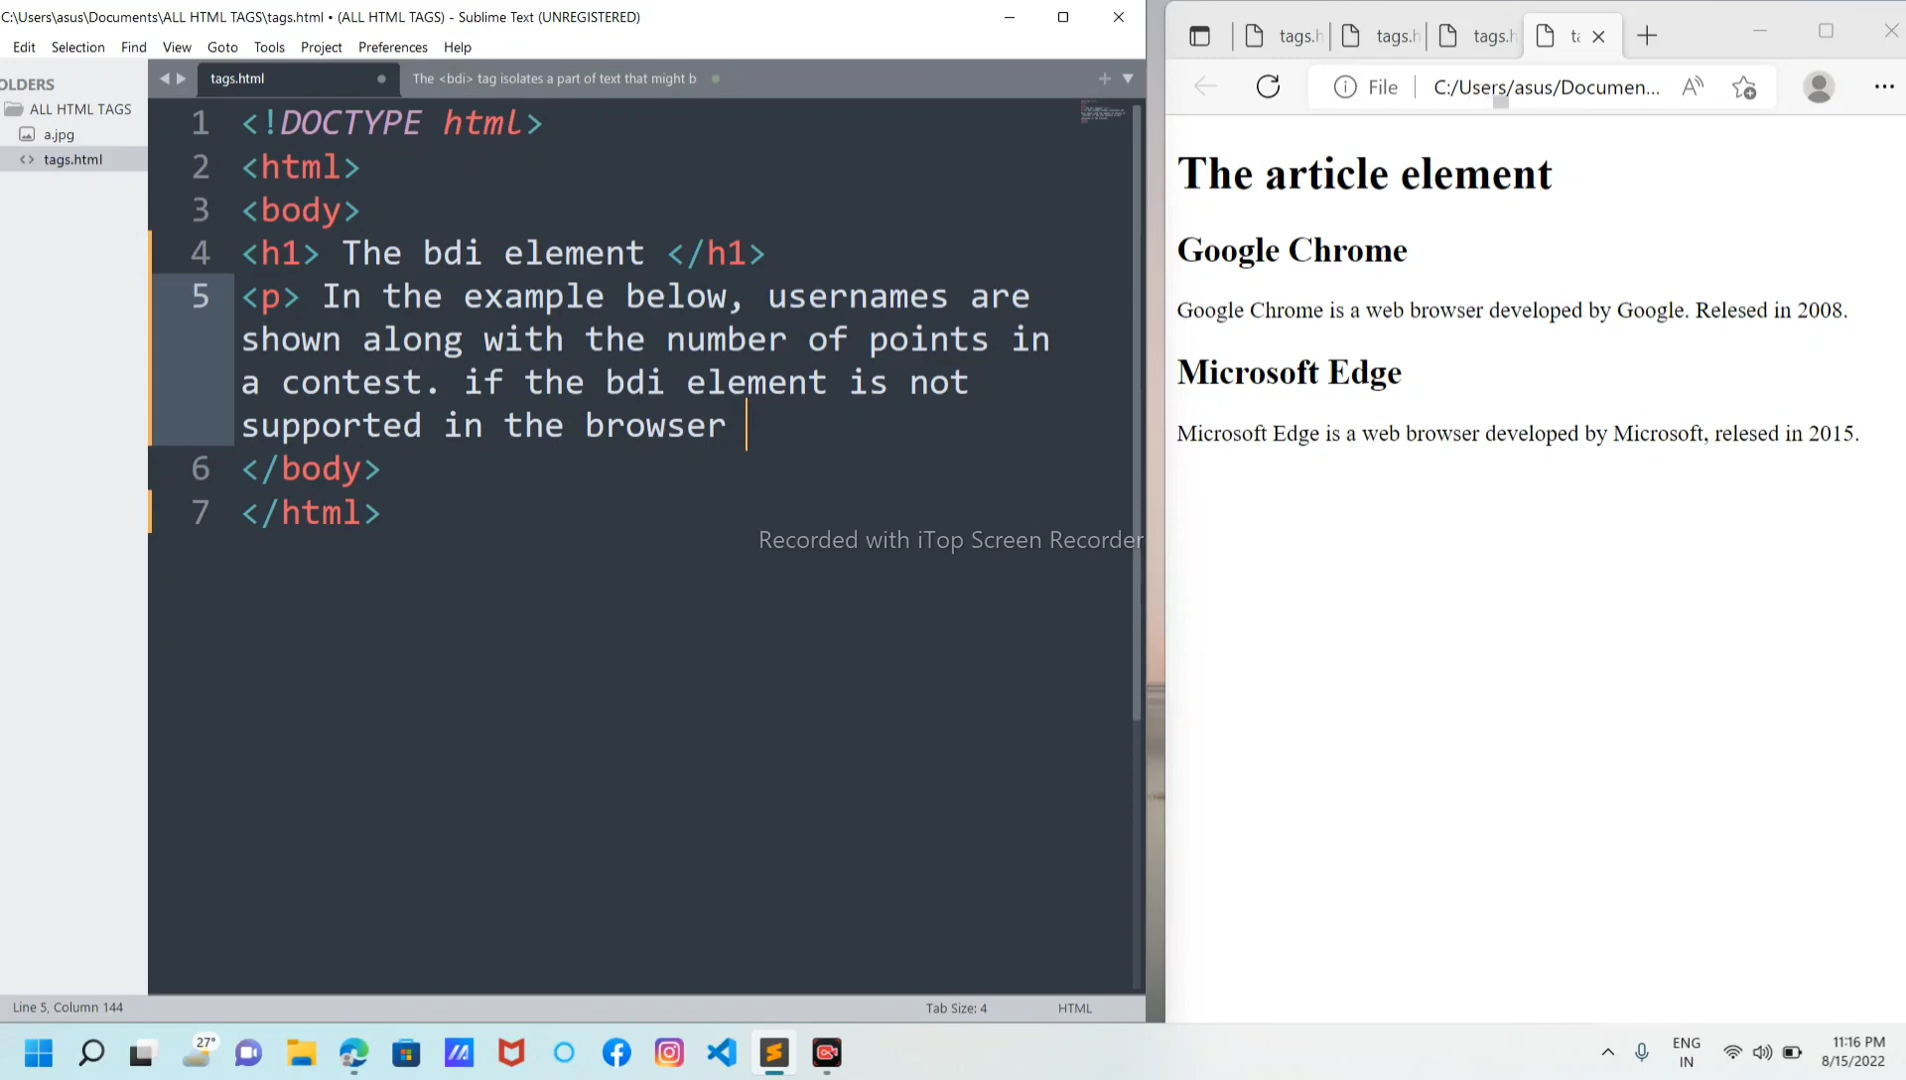 C:\Users\asus\Documents\ALL HTML TAGS\tags.html • (ALL HTML TAGS) - Sublime Text (UNREGISTERED)
Edit Selection Find View Goto Tools Project Preferences Help
OLDERS
ALL HTML TAGS
a.jpg
<> tags.html
tags.html
The <bdi> tag isolates a part of text that might b
1 <!DOCTYPE html>
2 <html>
3 <body>
4 <h1> The bdi element </h1>
5 <p> In the example below, usernames are
shown along with the number of points in
a contest. if the bdi element is not
supported in the browser
6 </body>
7 </html>
Recorded with iTop Screen Recorder
Line 5, Column 144
Tab Size: 4
HTML
tags.h
tags.h
tags.h
ta
File
C:/Users/asus/Documen...
The article element
Google Chrome
Google Chrome is a web browser developed by Google. Relesed in 2008.
Microsoft Edge
Microsoft Edge is a web browser developed by Microsoft, relesed in 2015.
27°
ENG
IN
11:16 PM
8/15/2022